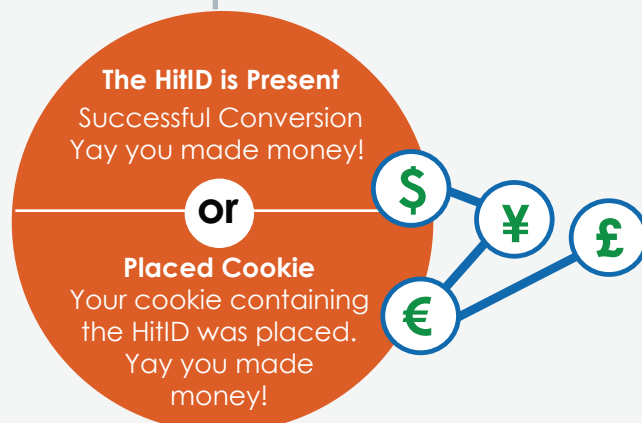 The HitID is Present
Successful Conversion
Yay you made money!
or
Placed Cookie
Your cookie containing
the HitID was placed.
Yay you made
money!
$
¥
£
€